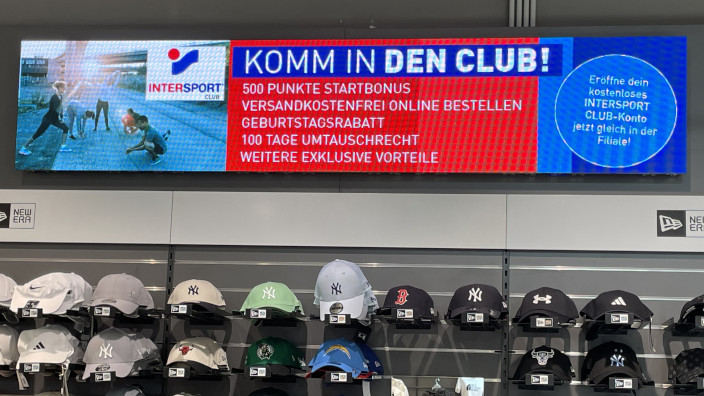 KOMM IN DEN CLUB!
INTERSPORT
CLUB
500 PUNKTE STARTBONUS
VERSANDKOSTENFREI ONLINE BESTELLEN
GEBURTSTAGSRABATT
100 TAGE UMTAUSCHRECHT
WEITERE EXKLUSIVE VORTEILE
Eröffne dein
kostenloses
INTERSPORT
CLUB-Konto
jetzt gleich in der
Filiale!
NEW
ERA
NEW
ERA